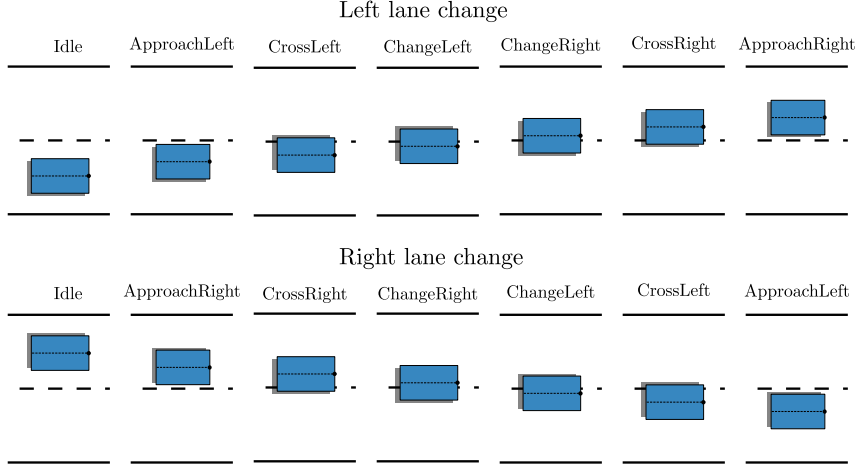 Left lane change
Idle ApproachLeft CrossLeft ChangeLeft ChangeRight CrossRight ApproachRight
Right lane change
Idle ApproachRight CrossRight ChangeRight ChangeLeft CrossLeft ApproachLeft